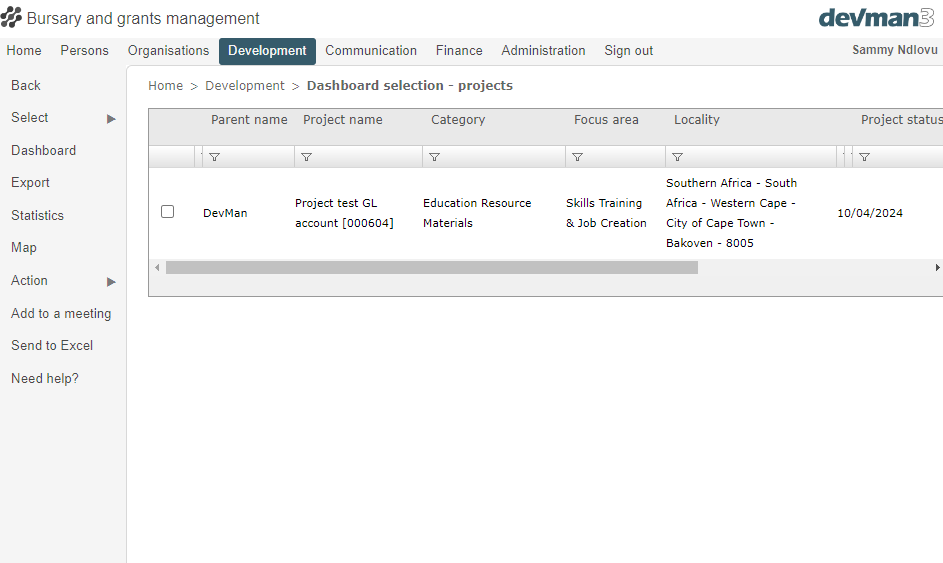 Bursary and grants management
devman3
Home Persons Organisations Development Communication Finance Administration Sign out Sammy Ndlovu
Back
Select
Dashboard
Export
Statistics
Map
Action
Add to a meeting
Send to Excel
Need help?
Home > Development > Dashboard selection - projects
Parent name Project name Category Focus area Locality Project status
DevMan
Project test GL
account [000604]
Education Resource
Materials
Skills Training
& Job Creation
Southern Africa - South
Africa - Western Cape -
City of Cape Town -
Bakoven - 8005
10/04/2024